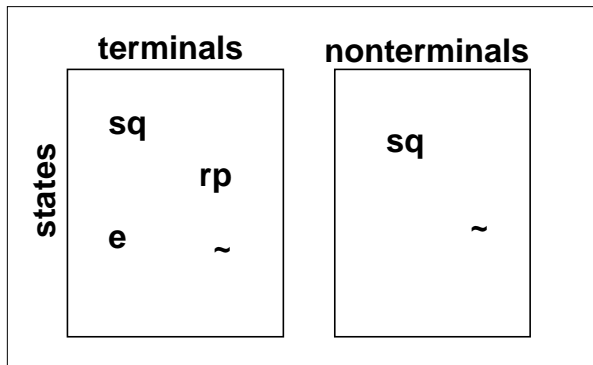 terminals
nonterminals
states
sq
rp
e
~
sq
~